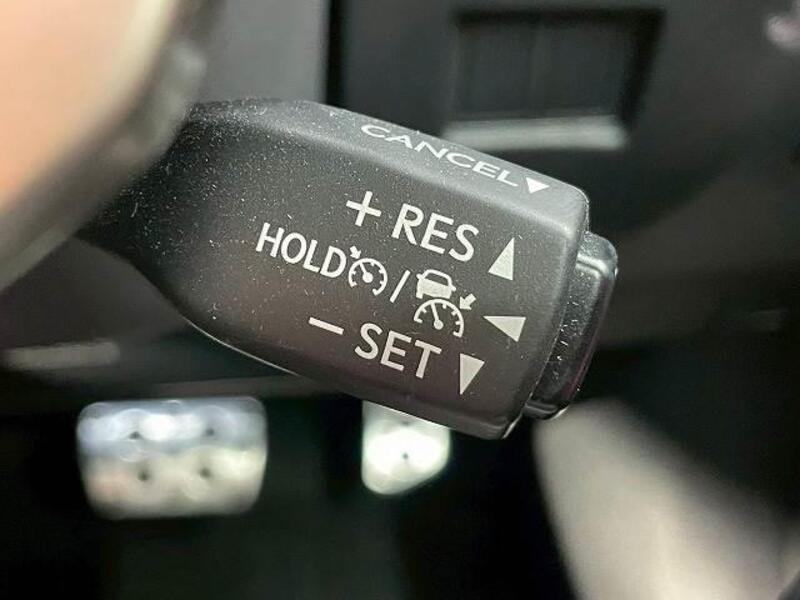 CANCEL▼
+ RES ▲
HOLD / ◀
− SET ▼